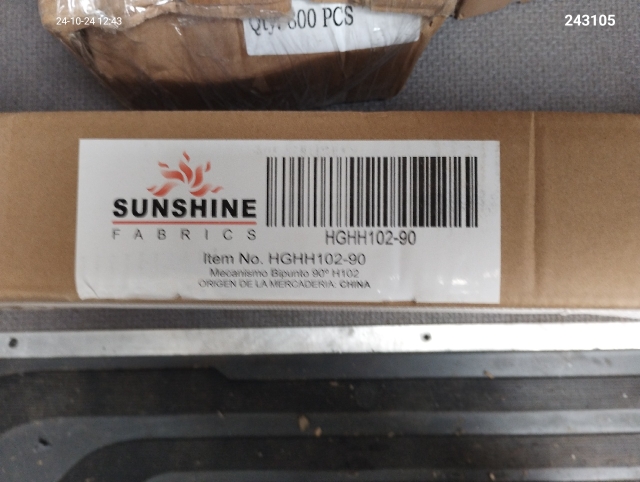 24-10-24 12:43
243105
Qty: 800 PCS
SUNSHINE
FABRICS
HGHH102-90
Item No. HGHH102-90
Mecanismo Bipunto 90° H102
ORIGEN DE LA MERCADERIA: CHINA